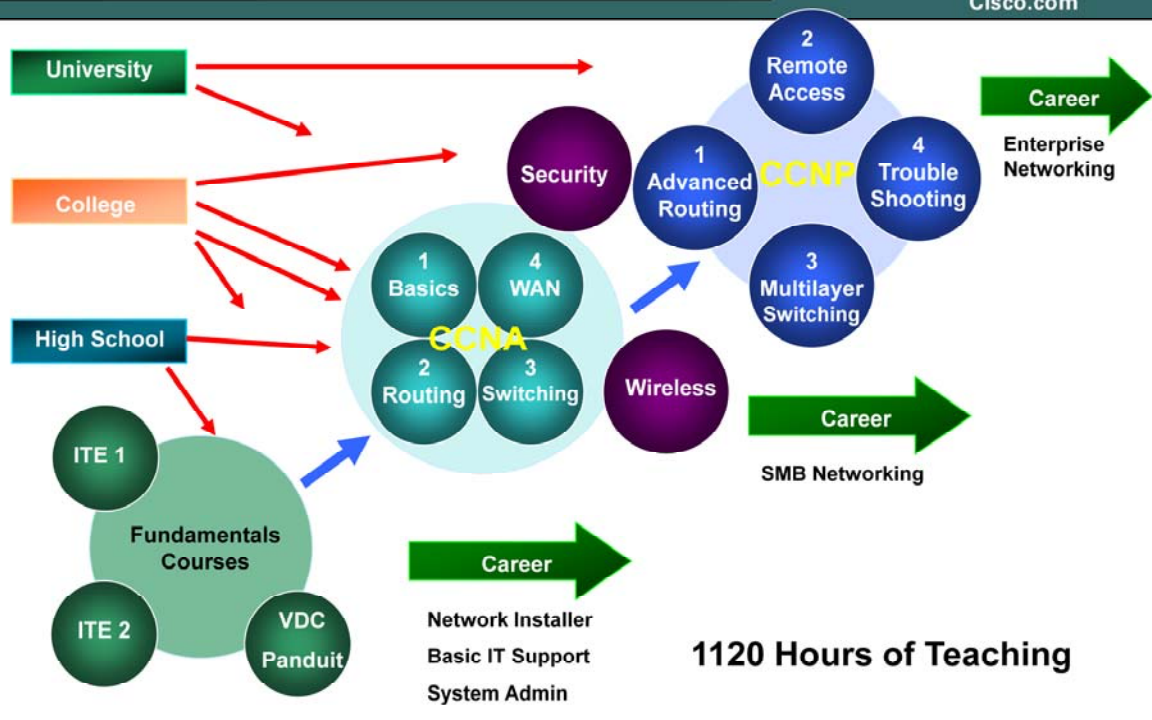 Cisco.com
University
College
High School
ITE 1
ITE 2
Fundamentals
Courses
VDC
Panduit
1
Basics
4
WAN
CCNA
2
Routing
3
Switching
Security
Wireless
1
Advanced
Routing
2
Remote
Access
CCNP
4
Trouble
Shooting
3
Multilayer
Switching
Career
Enterprise
Networking
Career
SMB Networking
Career
Network Installer
Basic IT Support
System Admin
1120 Hours of Teaching